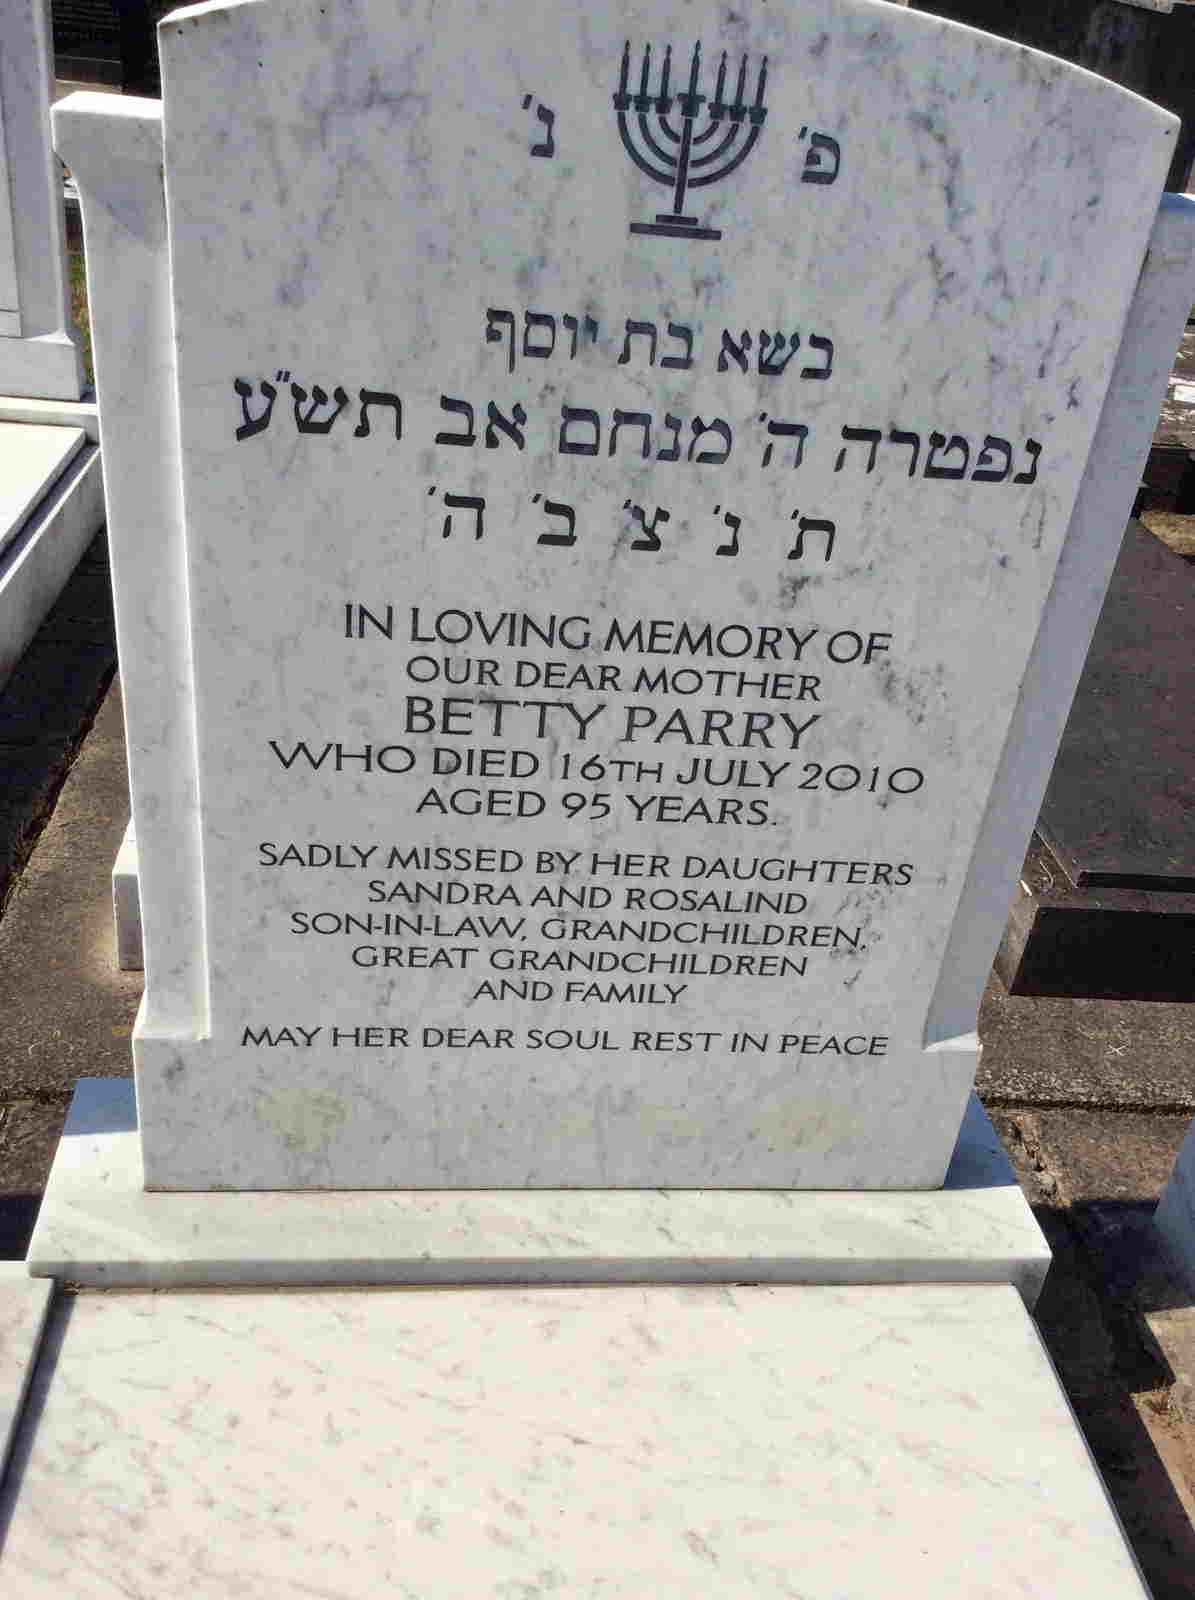 פ' נ'
בשא בת יוסף
נפטרה ה' מנחם אב תש"ע
ת' נ' צ' ב' ה'
IN LOVING MEMORY OF
OUR DEAR MOTHER
BETTY PARRY
WHO DIED 16TH JULY 2010
AGED 95 YEARS.
SADLY MISSED BY HER DAUGHTERS
SANDRA AND ROSALIND
SON-IN-LAW, GRANDCHILDREN,
GREAT GRANDCHILDREN
AND FAMILY
MAY HER DEAR SOUL REST IN PEACE